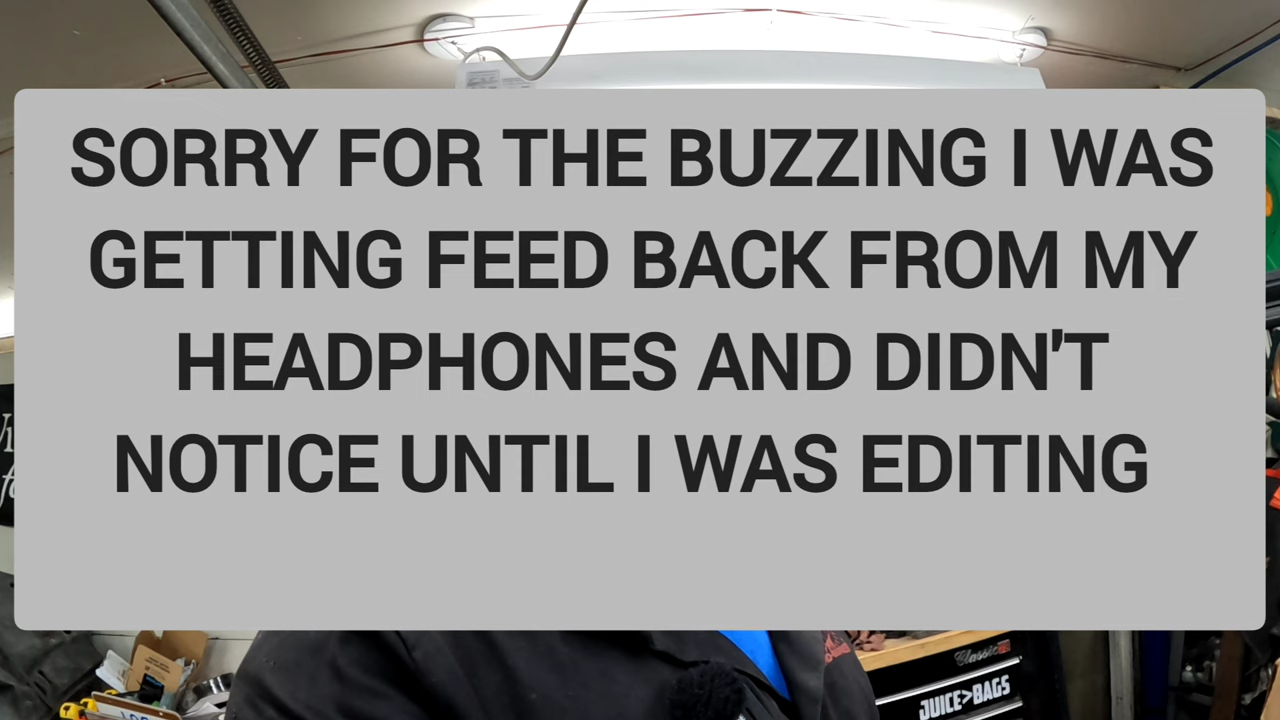 SORRY FOR THE BUZZING I WAS
GETTING FEED BACK FROM MY
HEADPHONES AND DIDN'T
NOTICE UNTIL I WAS EDITING
Classic
JUICE>BAGS